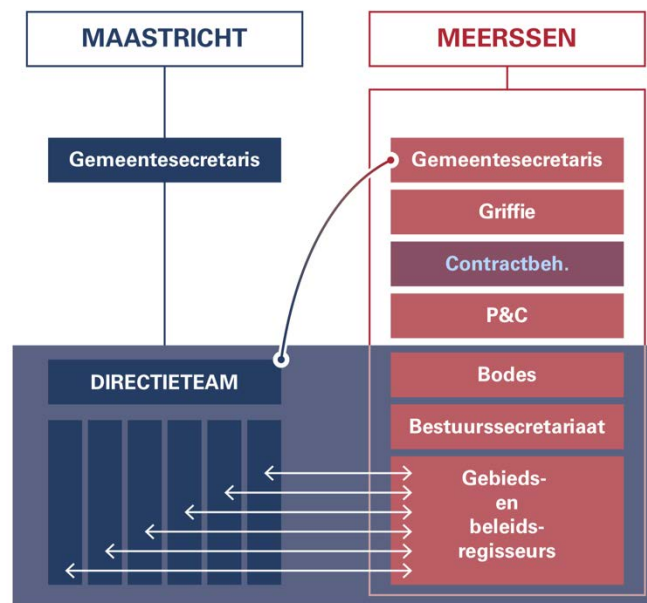 MAASTRICHT
Gemeentesecretaris
DIRECTIETEAM
MEERSSEN
Gemeentesecretaris
Griffie
Contractbeh.
P&C
Bodes
Bestuurssecretariaat
Gebieds-
en
beleids-
regisseurs